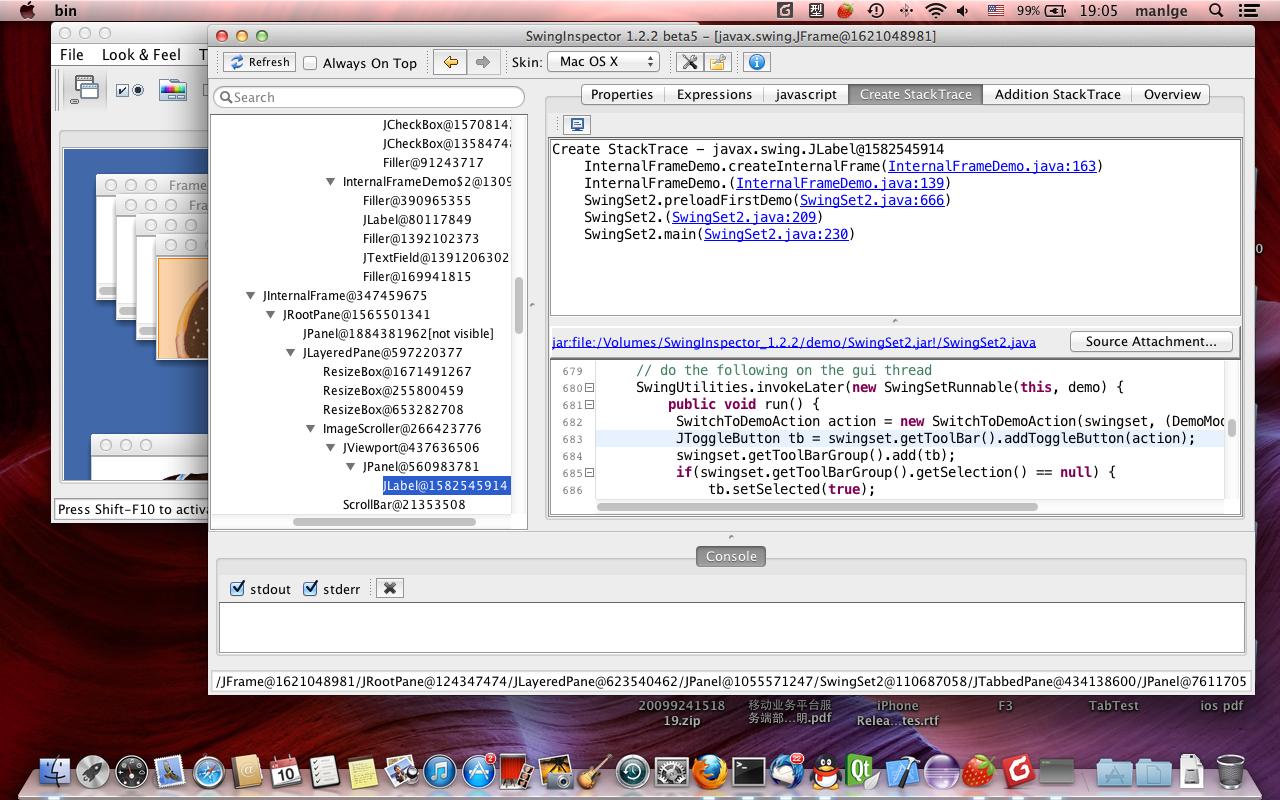 bin
99%
19:05
manlge
File Look & Feel T
Frame
Fra
Press Shift-F10 to activa
SwingInspector 1.2.2 beta5 - [javax.swing.JFrame@1621048981]
Refresh
Always On Top
Skin:
Mac OS X
Search
JCheckBox@15708142
JCheckBox@13584748
Filler@91243717
InternalFrameDemo$2@1309
Filler@390965355
JLabel@80117849
Filler@1392102373
JTextField@1391206302
Filler@169941815
JInternalFrame@347459675
JRootPane@1565501341
JPanel@1884381962[not visible]
JLayeredPane@597220377
ResizeBox@1671491267
ResizeBox@255800459
ResizeBox@653282708
ImageScroller@266423776
JViewport@437636506
JPanel@560983781
JLabel@1582545914
ScrollBar@21353508
Properties
Expressions
javascript
Create StackTrace
Addition StackTrace
Overview
Create StackTrace - javax.swing.JLabel@1582545914
InternalFrameDemo.createInternalFrame(InternalFrameDemo.java:163)
InternalFrameDemo.(InternalFrameDemo.java:139)
SwingSet2.preloadFirstDemo(SwingSet2.java:666)
SwingSet2.(SwingSet2.java:209)
SwingSet2.main(SwingSet2.java:230)
jar:file:/Volumes/SwingInspector_1.2.2/demo/SwingSet2.jar!/SwingSet2.java
Source Attachment...
679 // do the following on the gui thread
680 SwingUtilities.invokeLater(new SwingSetRunnable(this, demo) {
681 public void run() {
682 SwitchToDemoAction action = new SwitchToDemoAction(swingset, (DemoMod
683 JToggleButton tb = swingset.getToolBar().addToggleButton(action);
684 swingset.getToolBarGroup().add(tb);
685 if(swingset.getToolBarGroup().getSelection() == null) {
686 tb.setSelected(true);
Console
stdout
stderr
/JFrame@1621048981/JRootPane@124347474/JLayeredPane@623540462/JPanel@1055571247/SwingSet2@110687058/JTabbedPane@434138600/JPanel@7611705
20099241518
19.zip
移动业务平台服
务端部...明.pdf
iPhone
Relea...tes.rtf
F3
TabTest
ios pdf
10
2
22
Qt